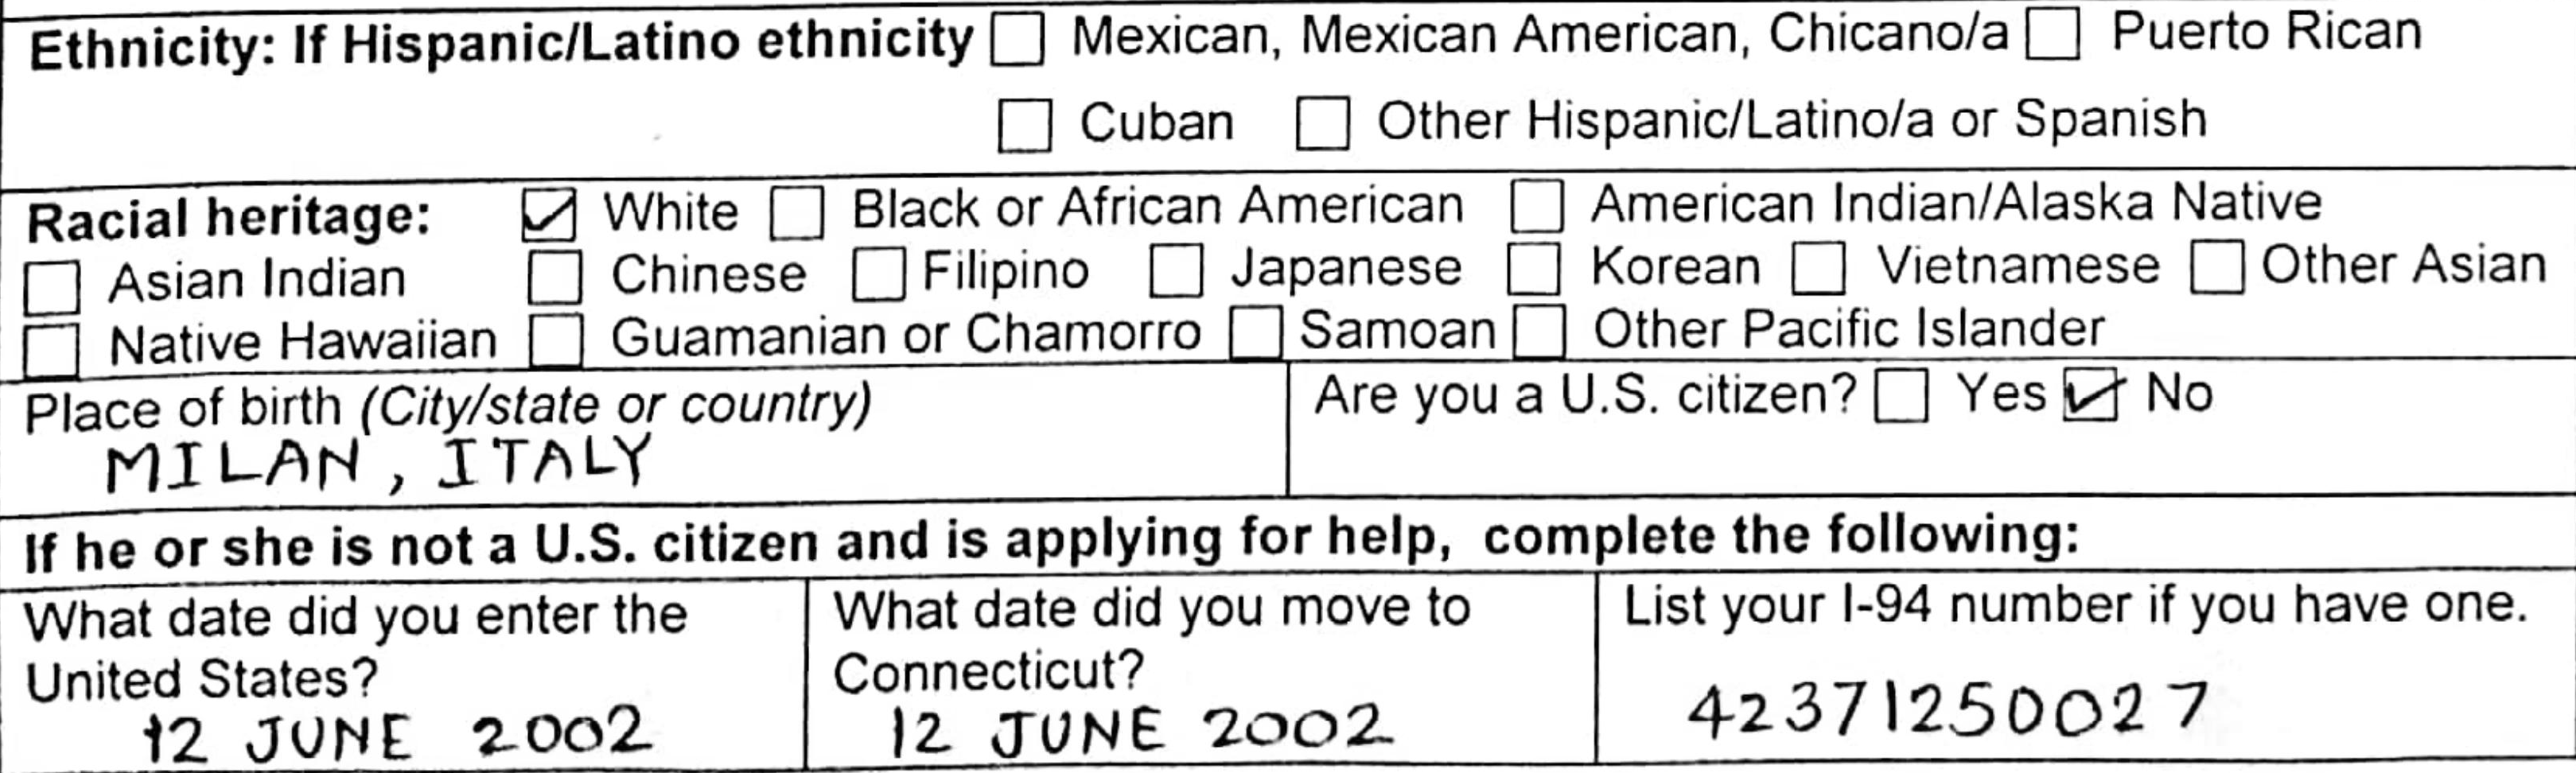 Ethnicity: If Hispanic/Latino ethnicity ☐ Mexican, Mexican American, Chicano/a ☐ Puerto Rican
☐ Cuban ☐ Other Hispanic/Latino/a or Spanish
Racial heritage: ☑ White ☐ Black or African American ☐ American Indian/Alaska Native
☐ Asian Indian ☐ Chinese ☐ Filipino ☐ Japanese ☐ Korean ☐ Vietnamese ☐ Other Asian
☐ Native Hawaiian ☐ Guamanian or Chamorro ☐ Samoan ☐ Other Pacific Islander
Place of birth (City/state or country)
MILAN, ITALY
Are you a U.S. citizen? ☐ Yes ☑ No
If he or she is not a U.S. citizen and is applying for help, complete the following:
What date did you enter the
United States?
12 JUNE 2002
What date did you move to
Connecticut?
12 JUNE 2002
List your I-94 number if you have one.
42371250027